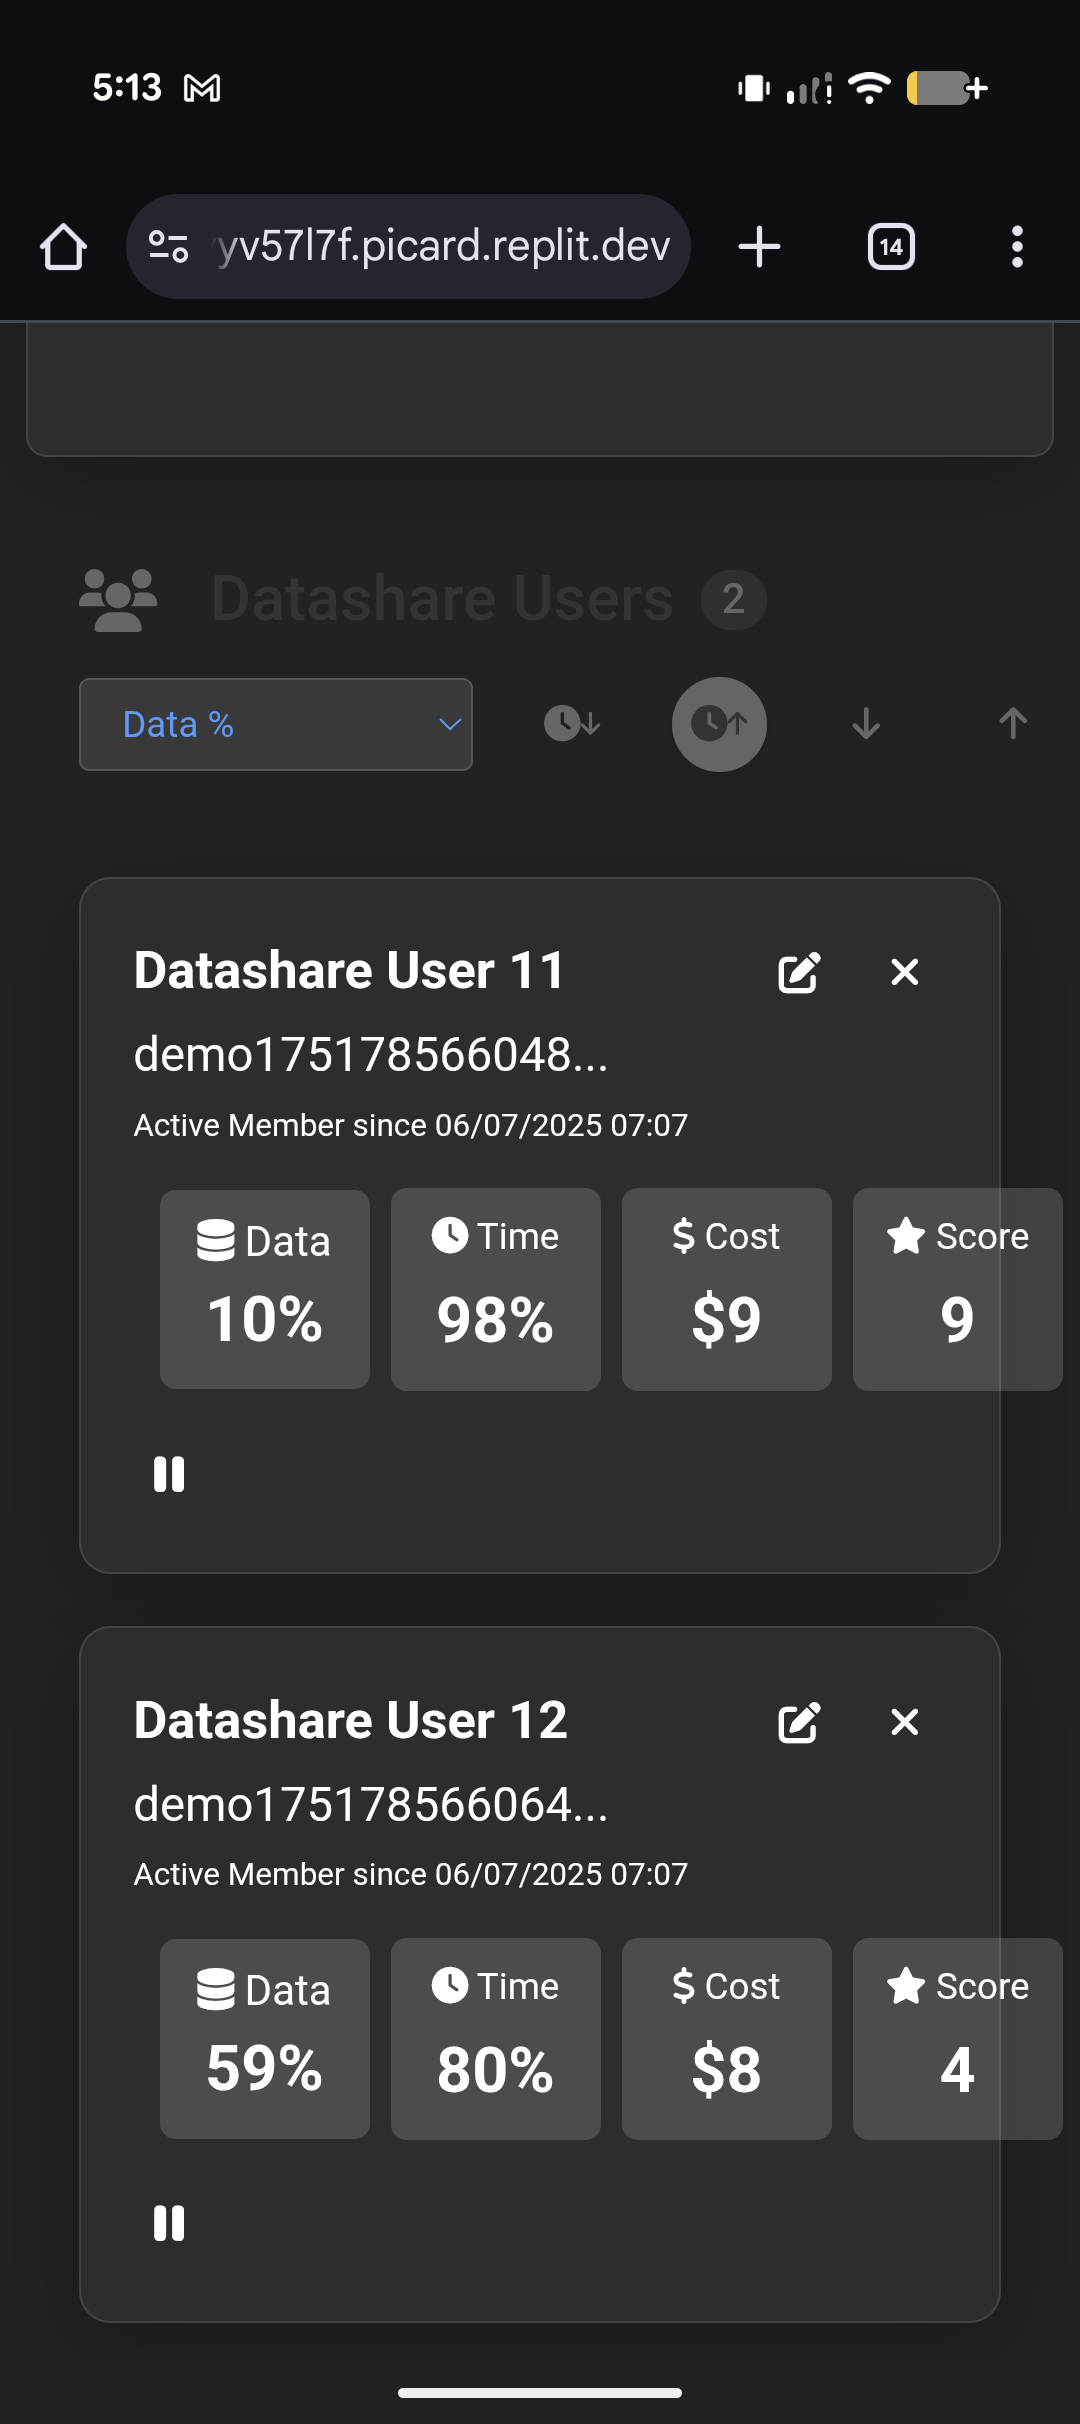 5:13
yv57l7f.picard.replit.dev
14
Datashare Users 2
Data %
Datashare User 11
demo175178566048...
Active Member since 06/07/2025 07:07
Data Time $ Cost Score
10% 98% $9 9
Datashare User 12
demo175178566064...
Active Member since 06/07/2025 07:07
Data Time $ Cost Score
59% 80% $8 4